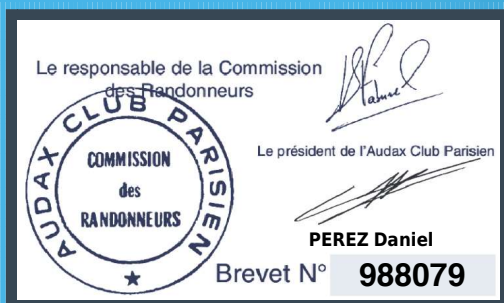 Le responsable de la Commission
des Randonneurs
AUDAX CLUB PARISIEN
COMMISSION
des
RANDONNEURS
Le président de l'Audax Club Parisien
PEREZ Daniel
Brevet N° 988079